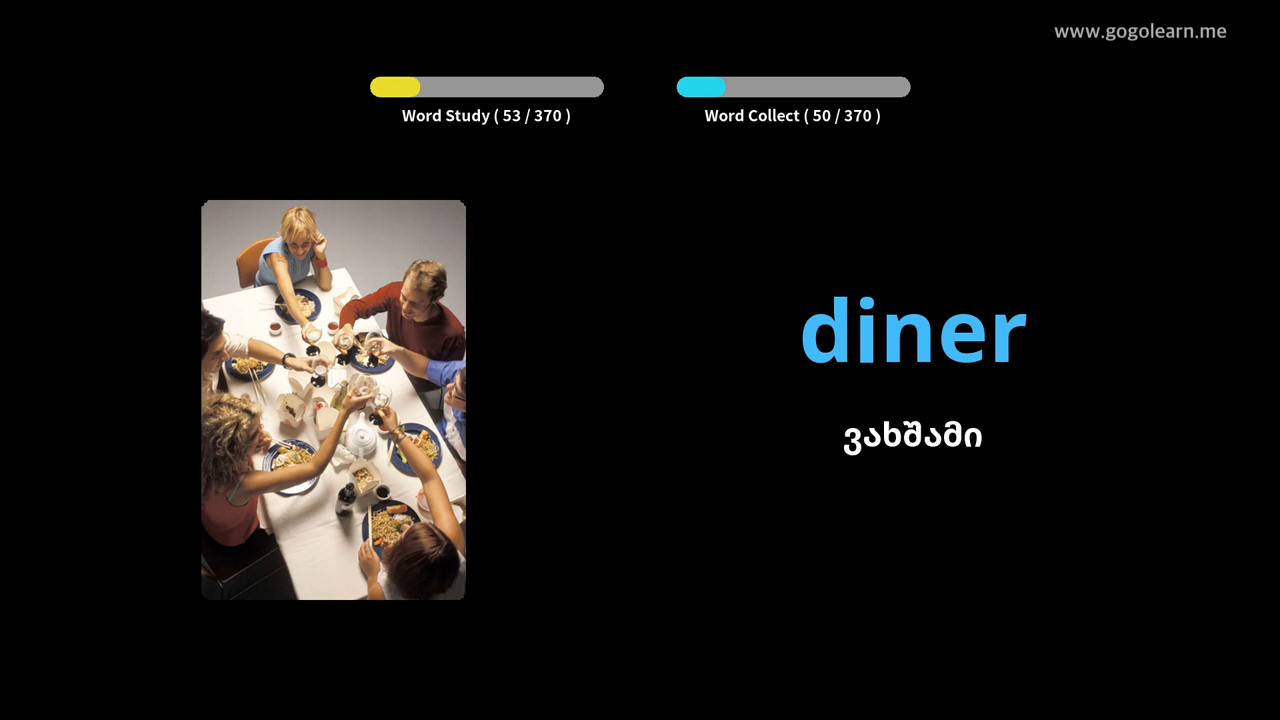 www.gogolearn.me
Word Study ( 53 / 370 )
Word Collect ( 50 / 370 )
diner
ვახშამი